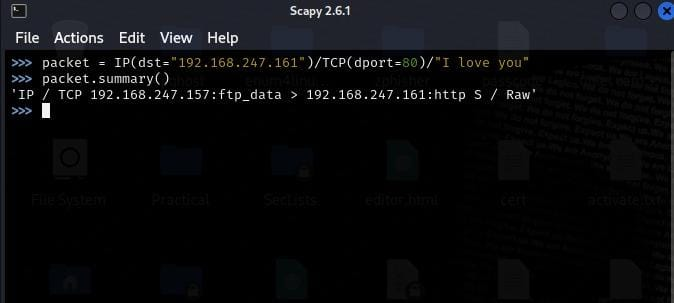 Scapy 2.6.1
File Actions Edit View Help
>>> packet = IP(dst="192.168.247.161")/TCP(dport=80)/"I love you"
>>> packet.summary()
'IP / TCP 192.168.247.157:ftp_data > 192.168.247.161:http S / Raw'
>>>
File System Practical SecLists editor.html cert activate.txt